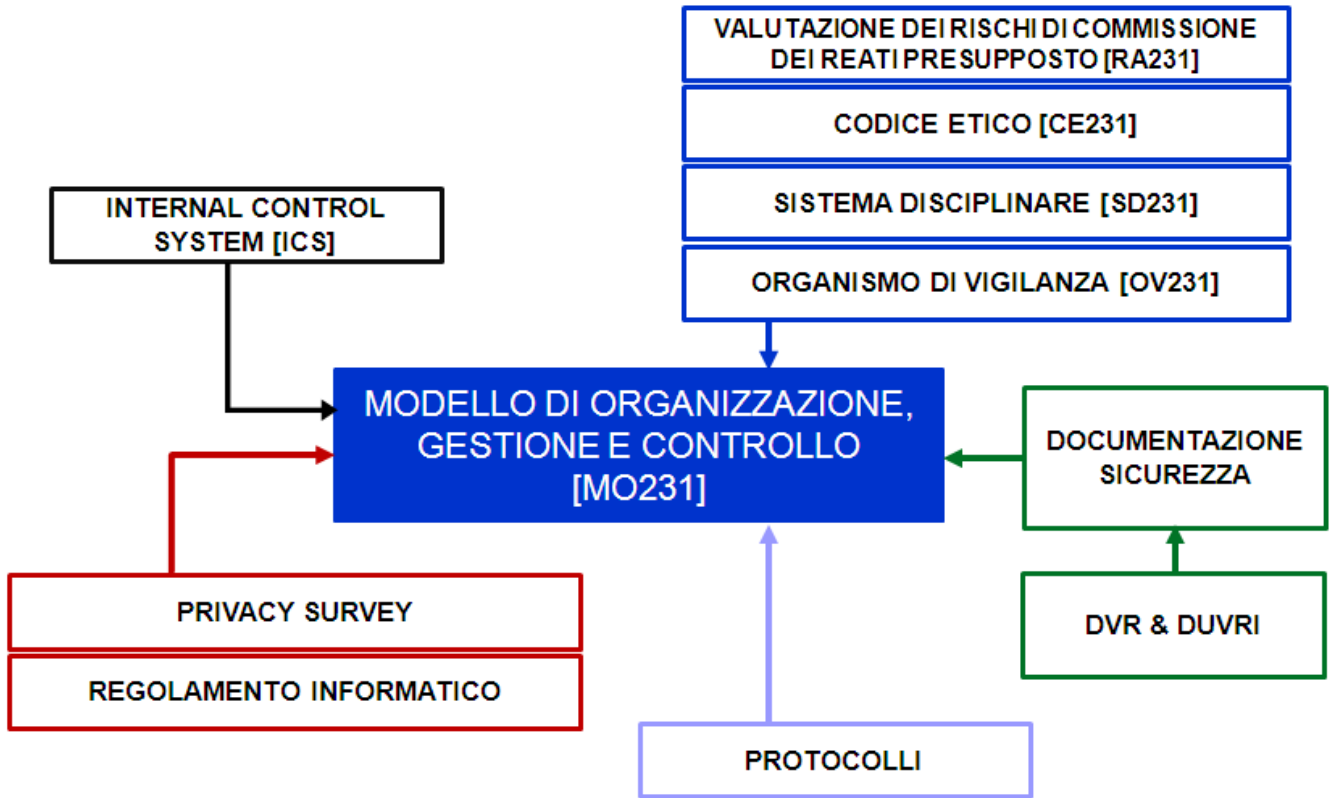 VALUTAZIONE DEI RISCHI DI COMMISSIONE
DEI REATI PRESUPPOSTO [RA231]
CODICE ETICO [CE231]
SISTEMA DISCIPLINARE [SD231]
ORGANISMO DI VIGILANZA [OV231]
INTERNAL CONTROL
SYSTEM [ICS]
MODELLO DI ORGANIZZAZIONE,
GESTIONE E CONTROLLO
[MO231]
DOCUMENTAZIONE
SICUREZZA
DVR & DUVRI
PRIVACY SURVEY
REGOLAMENTO INFORMATICO
PROTOCOLLI